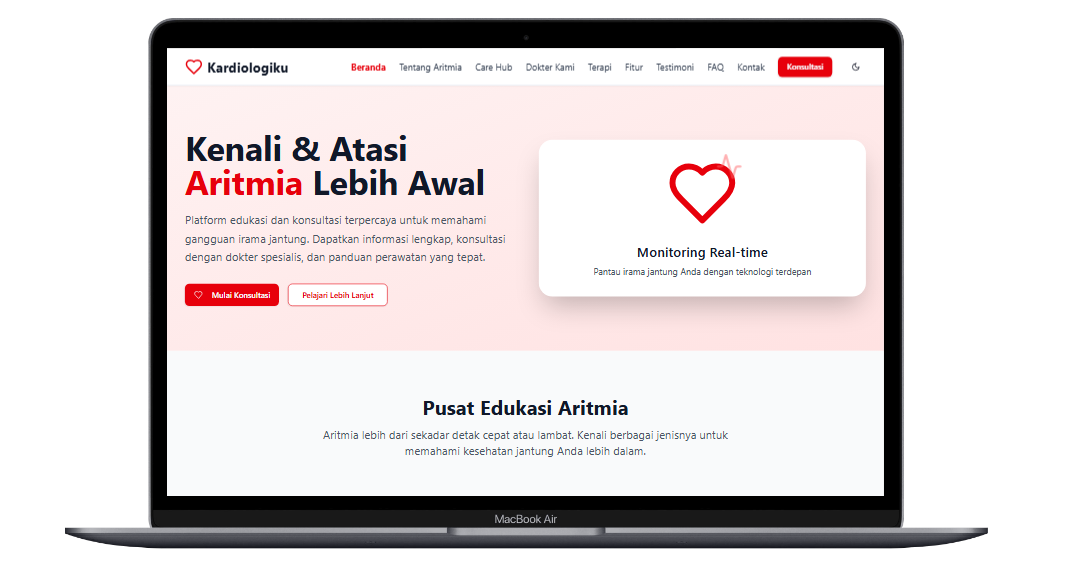 Kardiologiku
Beranda Tentang Aritmia Care Hub Dokter Kami Terapi Fitur Testimoni FAQ Kontak Konsultasi
Kenali & Atasi
Aritmia Lebih Awal
Platform edukasi dan konsultasi terpercaya untuk memahami
gangguan irama jantung. Dapatkan informasi lengkap, konsultasi
dengan dokter spesialis, dan panduan perawatan yang tepat.
Mulai Konsultasi
Pelajari Lebih Lanjut
Monitoring Real-time
Pantau irama jantung Anda dengan teknologi terdepan
Pusat Edukasi Aritmia
Aritmia lebih dari sekadar detak cepat atau lambat. Kenali berbagai jenisnya untuk
memahami kesehatan jantung Anda lebih dalam.
MacBook Air